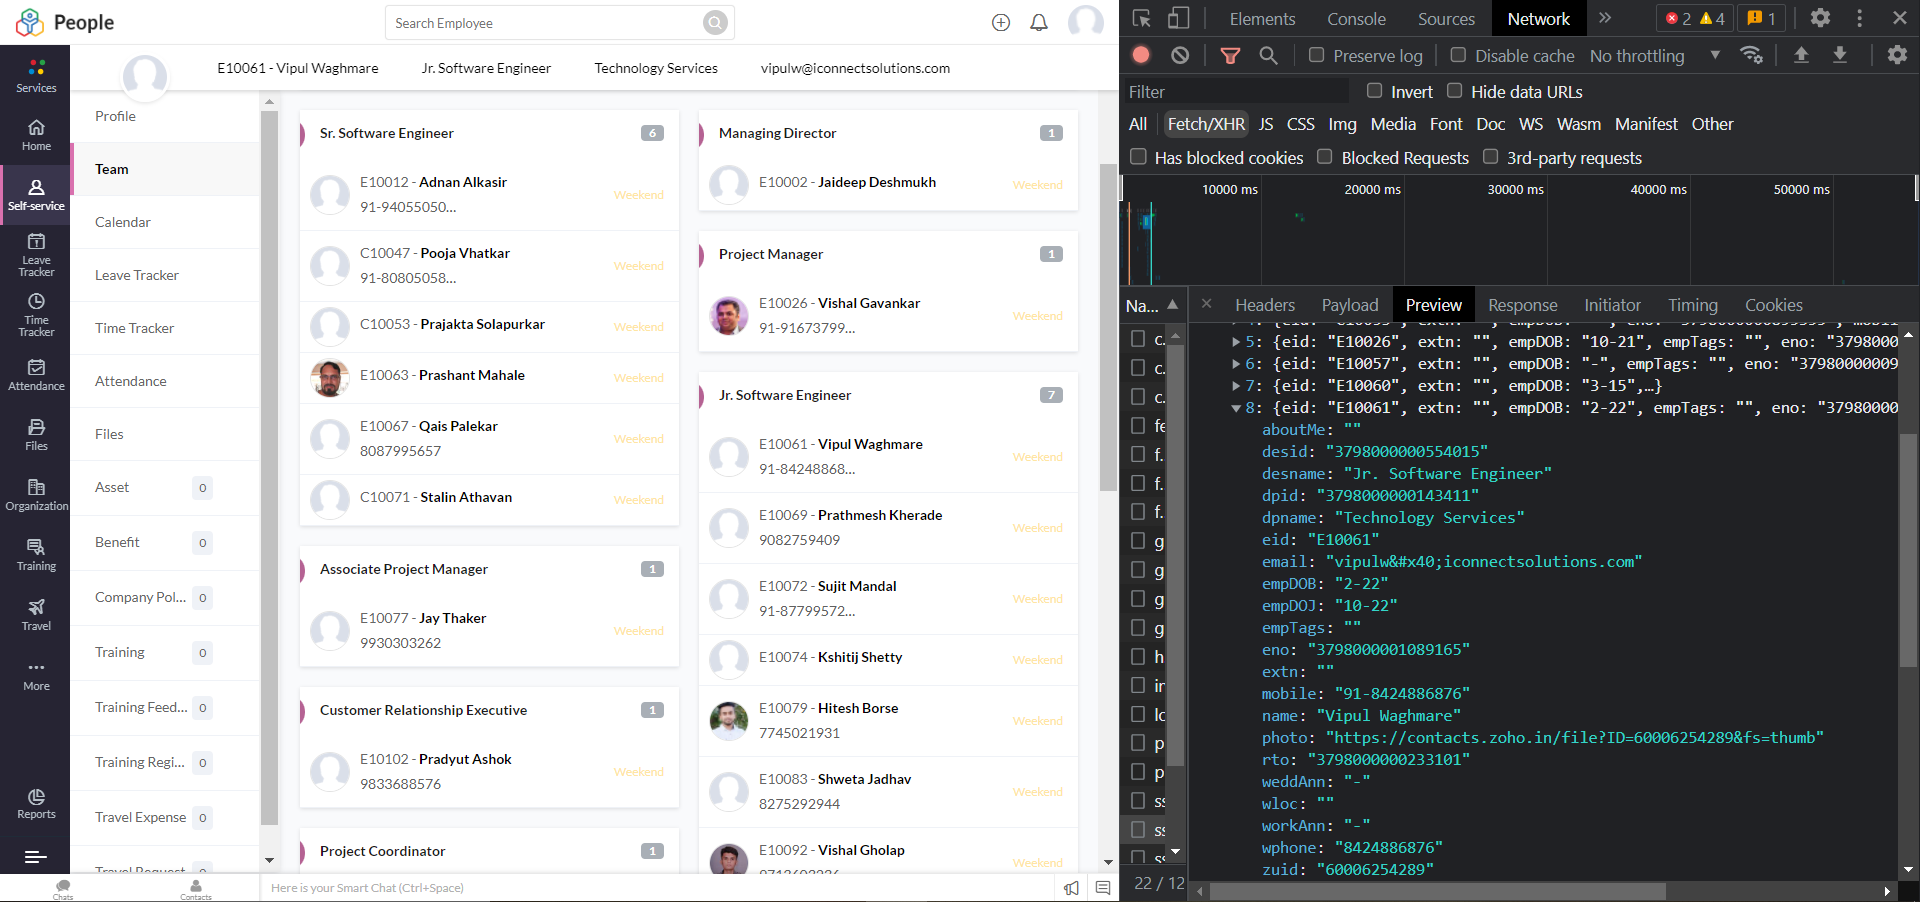 People
Search Employee
E10061 - Vipul Waghmare
Jr. Software Engineer
Technology Services
vipulw@iconnectsolutions.com
Services
Home
Self-service
Leave
Tracker
Time
Tracker
Attendance
Files
Organization
Training
Travel
More
Reports
Profile
Team
Calendar
Leave Tracker
Time Tracker
Attendance
Files
Asset 0
Benefit 0
Company Pol... 0
Training 0
Training Feed... 0
Training Regi... 0
Travel Expense 0
Sr. Software Engineer 6
E10012 - Adnan Alkasir
91-94055050...
Weekend
C10047 - Pooja Vhatkar
91-80805058...
Weekend
C10053 - Prajakta Solapurkar
Weekend
E10063 - Prashant Mahale
Weekend
E10067 - Qais Palekar
8087995657
Weekend
C10071 - Stalin Athavan
Weekend
Associate Project Manager 1
E10077 - Jay Thaker
9930303262
Weekend
Customer Relationship Executive 1
E10102 - Pradyut Ashok
9833688576
Weekend
Project Coordinator 1
Managing Director 1
E10002 - Jaideep Deshmukh
Weekend
Project Manager 1
E10026 - Vishal Gavankar
91-91673799...
Weekend
Jr. Software Engineer 7
E10061 - Vipul Waghmare
91-84248868...
Weekend
E10069 - Prathmesh Kherade
9082759409
Weekend
E10072 - Sujit Mandal
91-87799572...
Weekend
E10074 - Kshitij Shetty
Weekend
E10079 - Hitesh Borse
7745021931
Weekend
E10083 - Shweta Jadhav
8275292944
Weekend
E10092 - Vishal Gholap
Weekend
Chats
Contacts
Here is your Smart Chat (Ctrl+Space)
Elements Console Sources Network 2 4 1
Preserve log Disable cache No throttling
Filter Invert Hide data URLs
All Fetch/XHR JS CSS Img Media Font Doc WS Wasm Manifest Other
Has blocked cookies Blocked Requests 3rd-party requests
10000 ms 20000 ms 30000 ms 40000 ms 50000 ms
Na...
Headers Payload Preview Response Initiator Timing Cookies
c.
c.
c.
fe
f.
f.
f.
g
g
g
g
h
in
lo
p
p
ss
ss
22 / 12
5: {eid: "E10026", extn: "", empDOB: "10-21", empTags: "", eno: "3798000
6: {eid: "E10057", extn: "", empDOB: "-", empTags: "", eno: "37980000009
7: {eid: "E10060", extn: "", empDOB: "3-15",…}
8: {eid: "E10061", extn: "", empDOB: "2-22", empTags: "", eno: "37980000
aboutMe: ""
desid: "3798000000554015"
desname: "Jr. Software Engineer"
dpid: "3798000000143411"
dpname: "Technology Services"
eid: "E10061"
email: "vipulw&#x40;iconnectsolutions.com"
empDOB: "2-22"
empDOJ: "10-22"
empTags: ""
eno: "3798000001089165"
extn: ""
mobile: "91-8424886876"
name: "Vipul Waghmare"
photo: "https://contacts.zoho.in/file?ID=60006254289&fs=thumb"
rto: "3798000000233101"
weddAnn: "-"
wloc: ""
workAnn: "-"
wphone: "8424886876"
zuid: "60006254289"